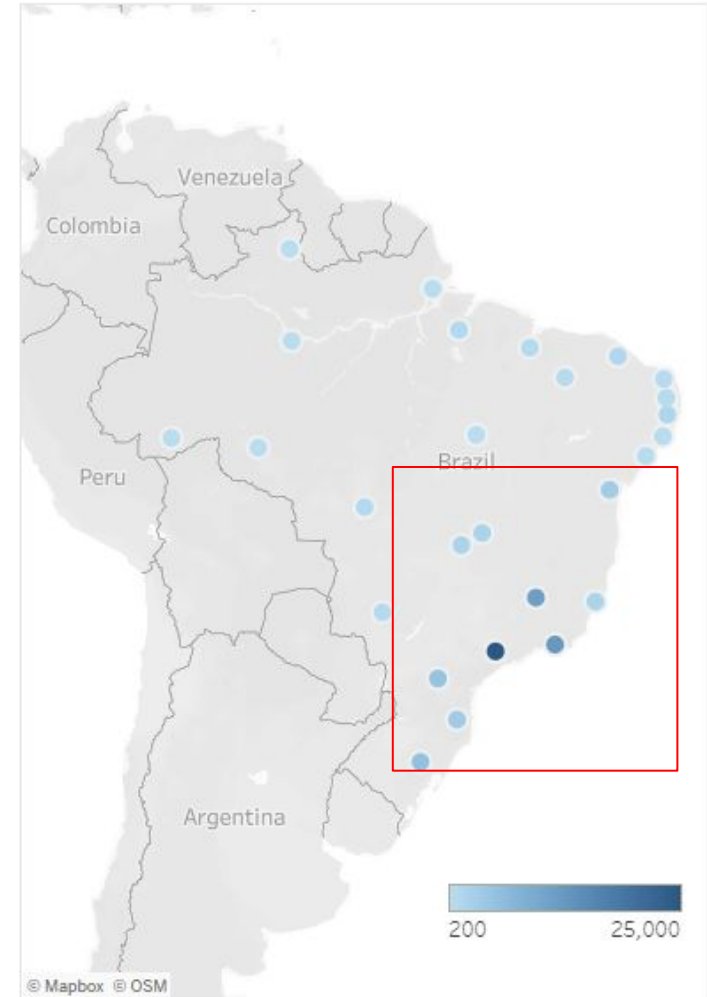 Venezuela
Colombia
Brazil
Peru
Argentina
200 25,000
© Mapbox © OSM